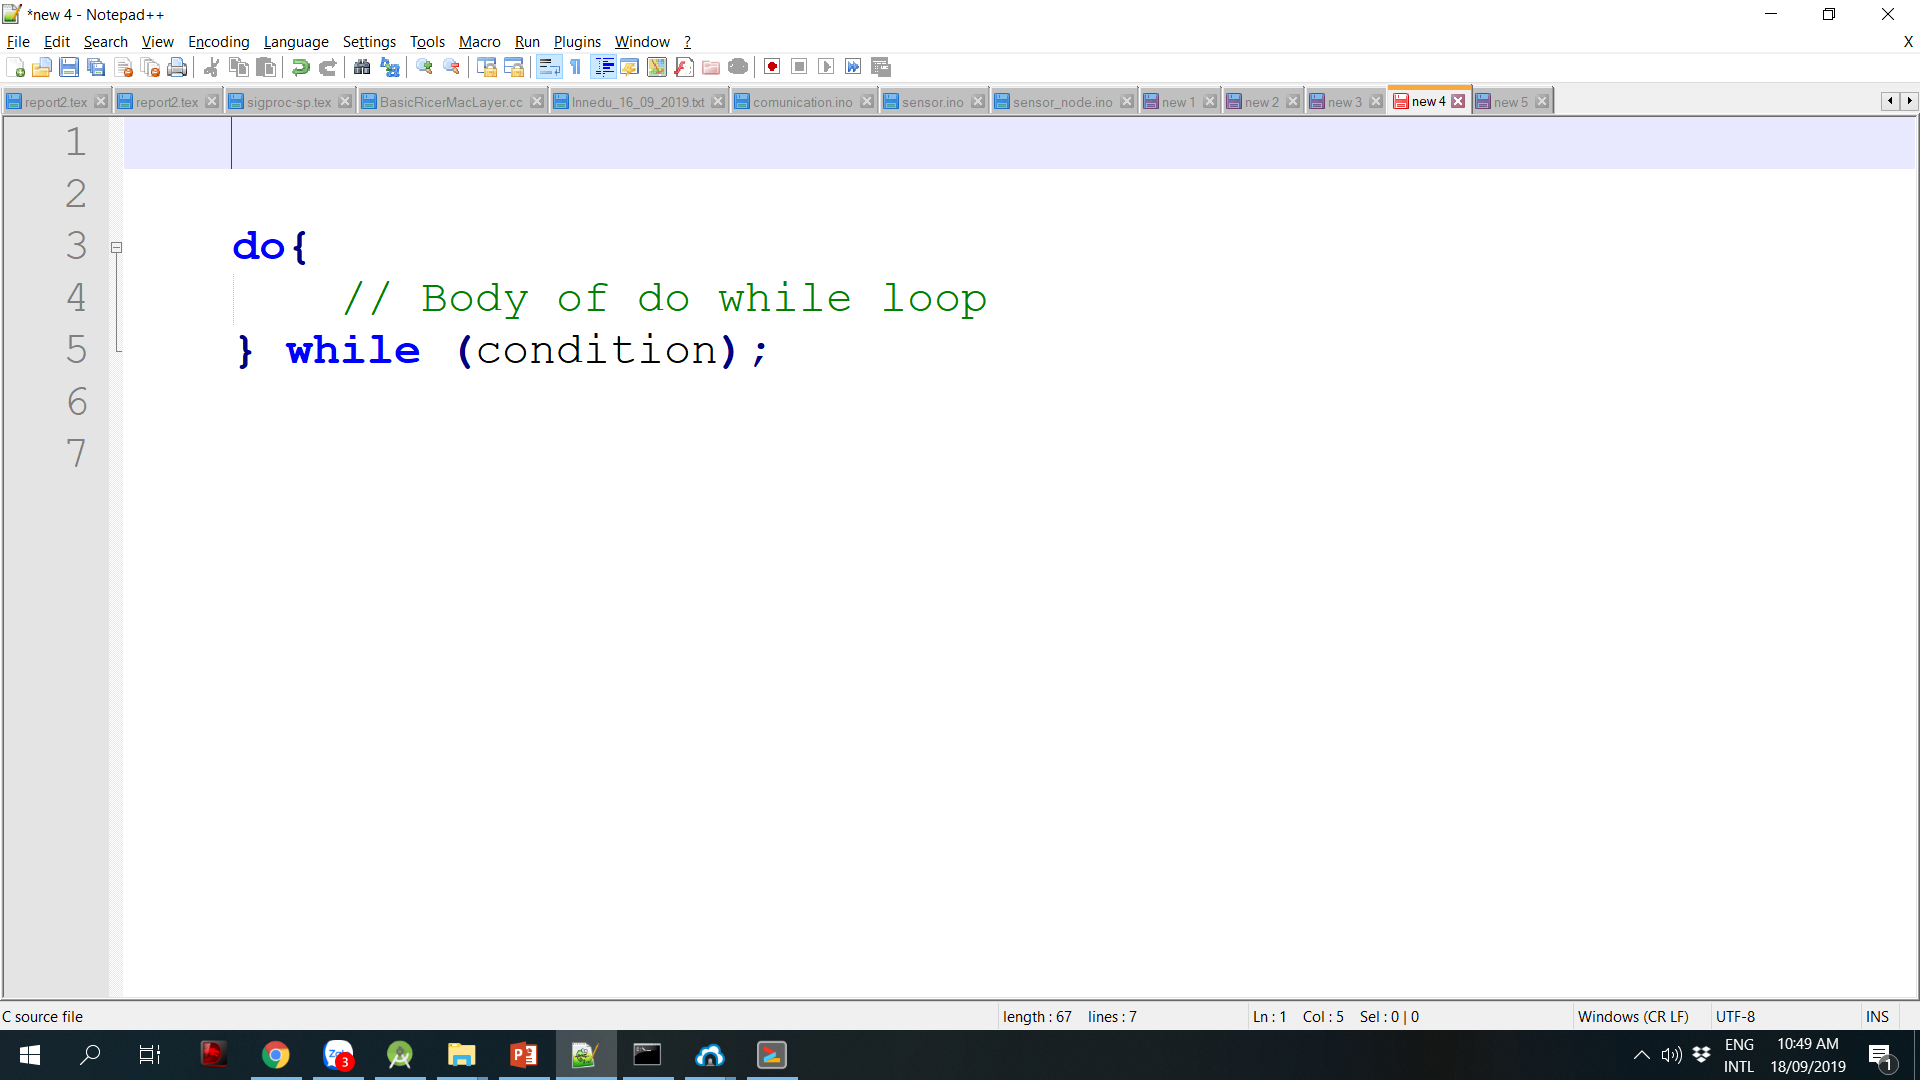 *new 4 - Notepad++
File Edit Search View Encoding Language Settings Tools Macro Run Plugins Window ? X
report2.tex report2.tex sigproc-sp.tex BasicRicerMacLayer.cc Innedu_16_09_2019.txt comunication.ino sensor.ino sensor_node.ino new 1 new 2 new 3 new 4 new 5
1
2
3 do{
4 // Body of do while loop
5 } while (condition);
6
7
C source file length : 67 lines : 7 Ln : 1 Col : 5 Sel : 0 | 0 Windows (CR LF) UTF-8 INS
ENG 10:49 AM
INTL 18/09/2019
3
1